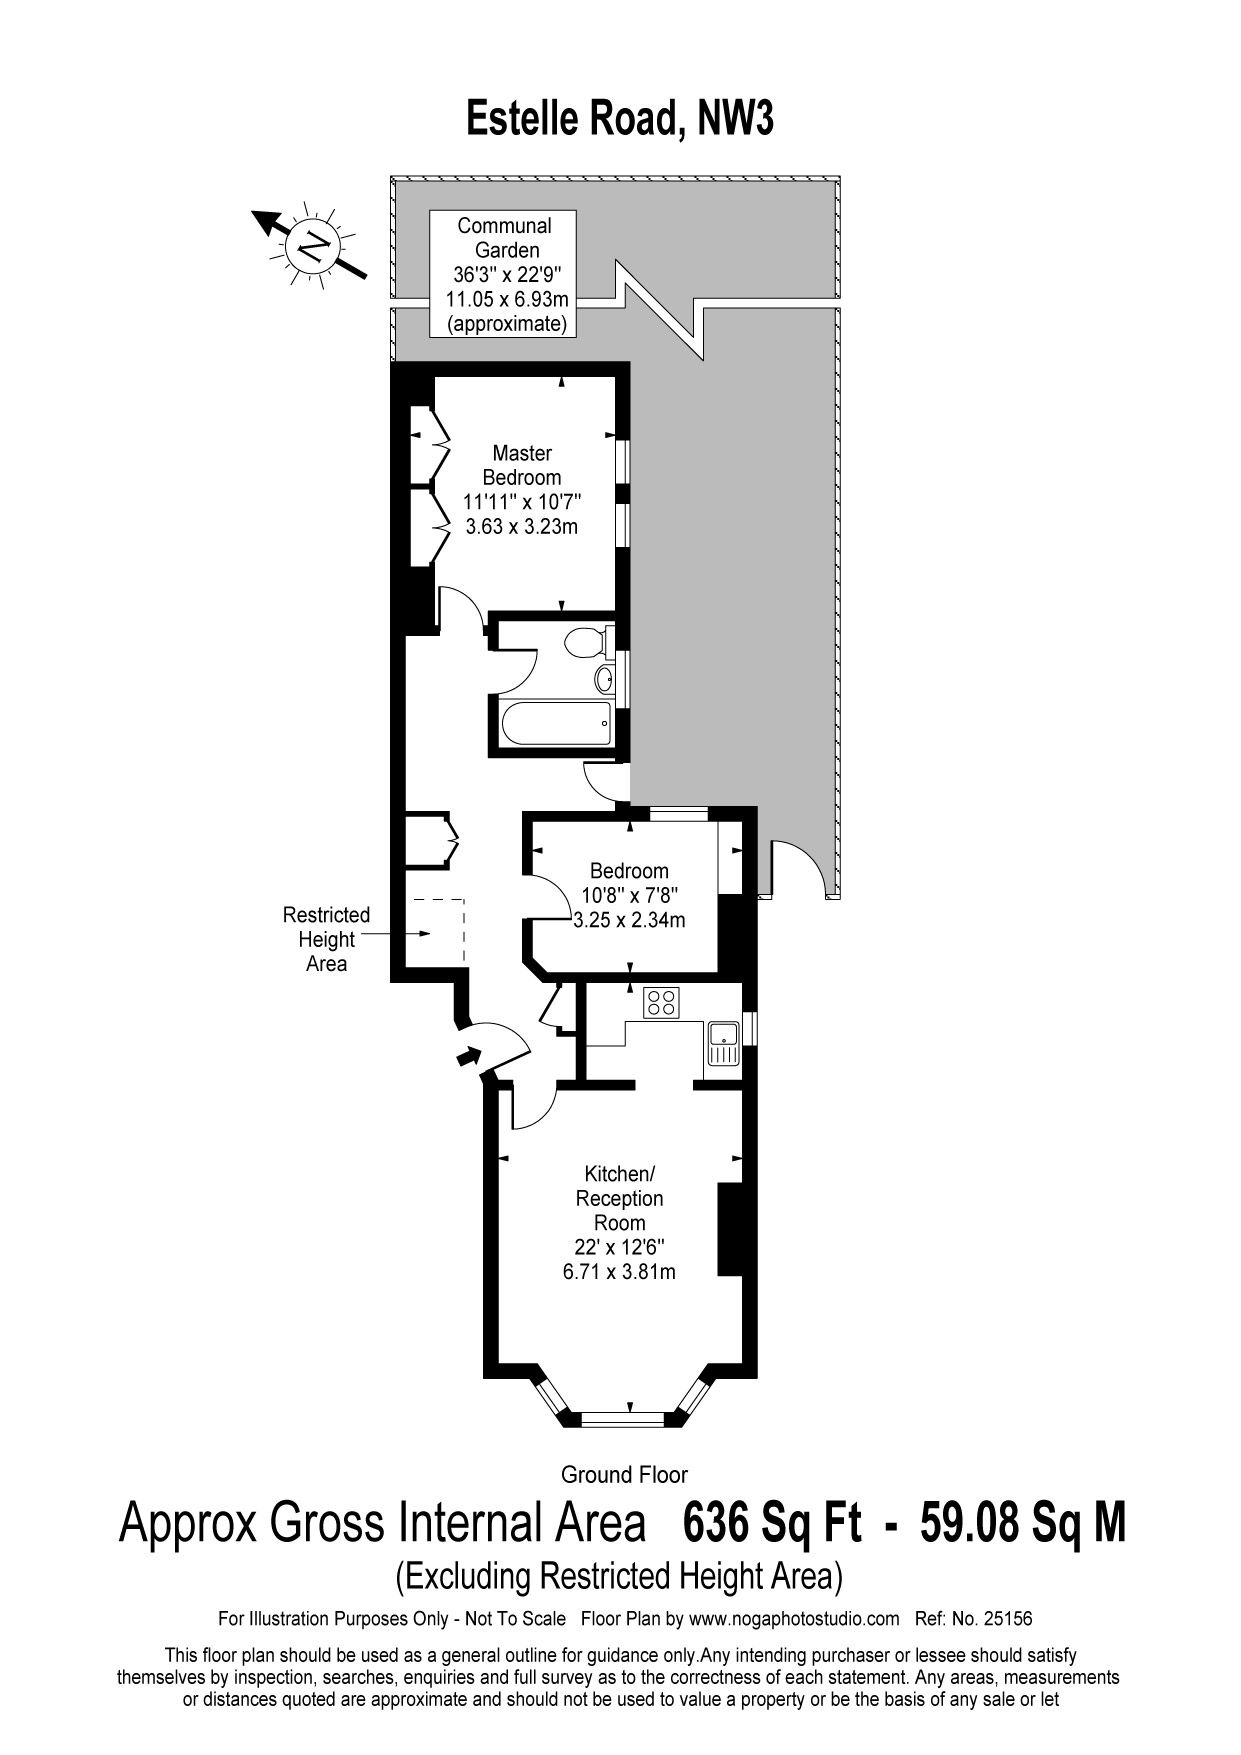 Estelle Road, NW3
N
Communal
Garden
36'3" x 22'9"
11.05 x 6.93m
(approximate)
Master
Bedroom
11'11" x 10'7"
3.63 x 3.23m
Bedroom
10'8" x 7'8"
3.25 x 2.34m
Restricted
Height
Area
Kitchen/
Reception
Room
22' x 12'6"
6.71 x 3.81m
Ground Floor
Approx Gross Internal Area 636 Sq Ft - 59.08 Sq M
(Excluding Restricted Height Area)
For Illustration Purposes Only - Not To Scale Floor Plan by www.nogaphotostudio.com Ref: No. 25156
This floor plan should be used as a general outline for guidance only.Any intending purchaser or lessee should satisfy
themselves by inspection, searches, enquiries and full survey as to the correctness of each statement. Any areas, measurements
or distances quoted are approximate and should not be used to value a property or be the basis of any sale or let